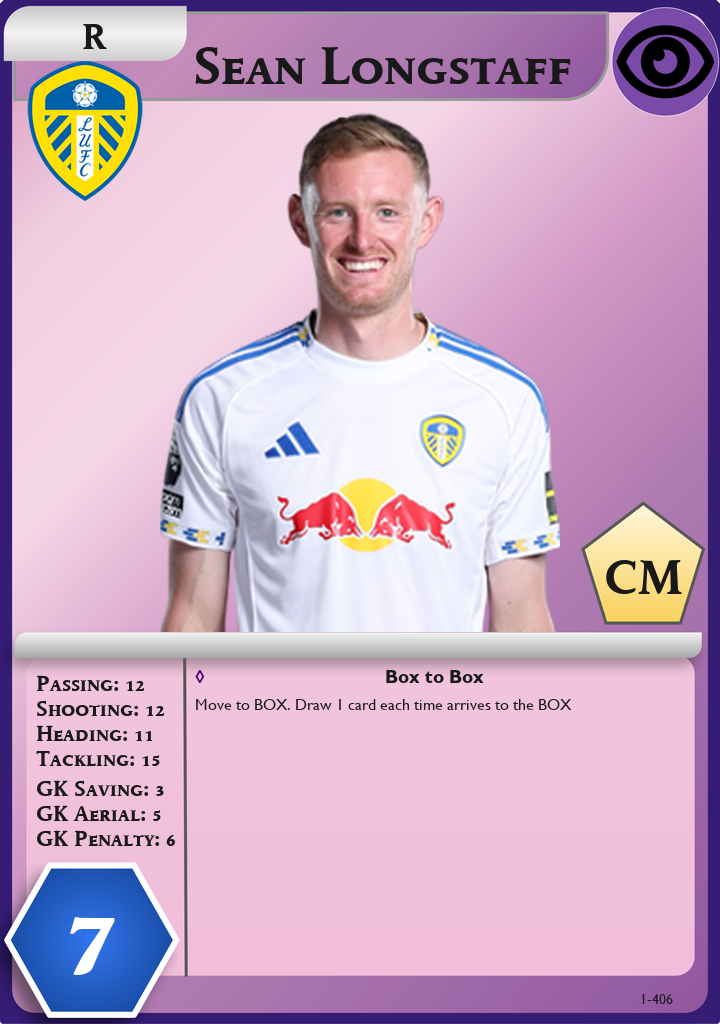 R
Sean Longstaff
LUFC
CM
Passing: 12
Shooting: 12
Heading: 11
Tackling: 15
GK Saving: 3
GK Aerial: 5
GK Penalty: 6
7
◊ Box to Box
Move to BOX. Draw 1 card each time arrives to the BOX
1-406